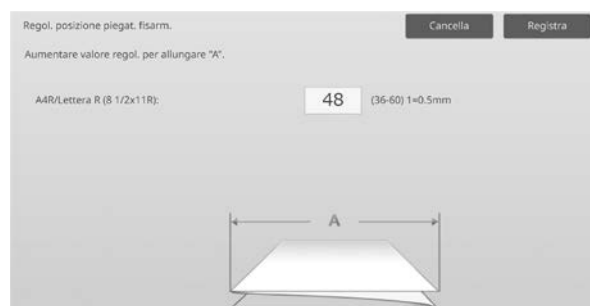 Regol. posizione piegat. fisarm.
Cancella
Registra
Aumentare valore regol. per allungare "A".
A4R/Lettera R (8 1/2x11R):
48
(36-60) 1=0.5mm
A